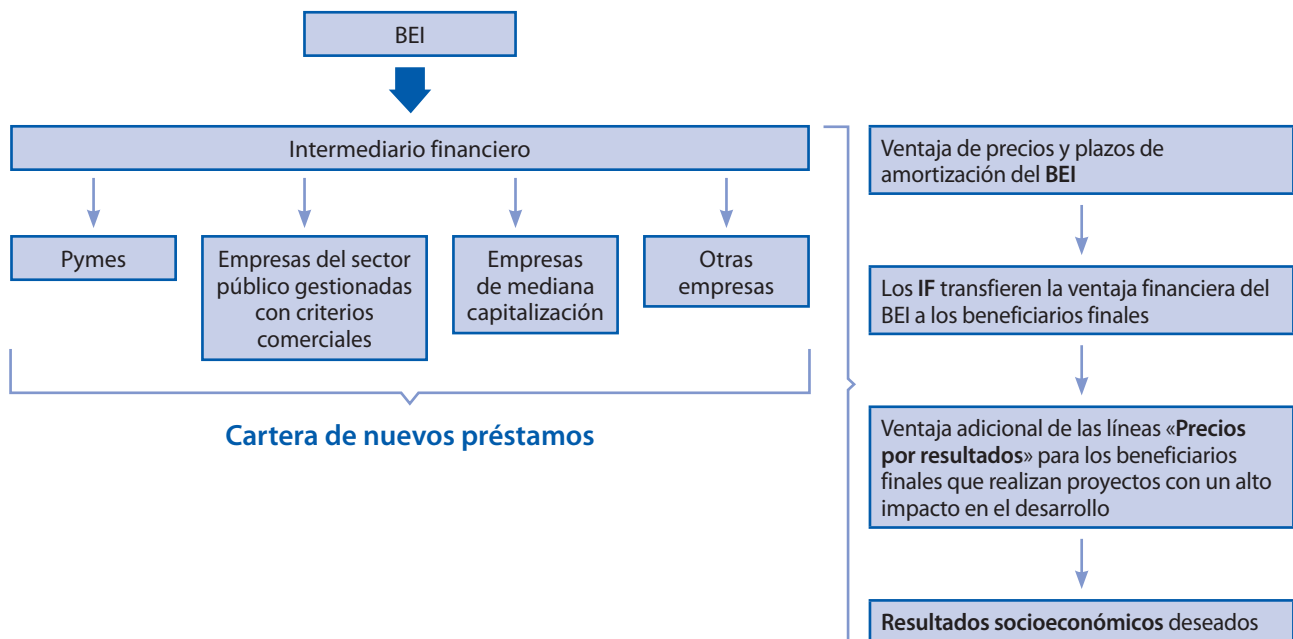 BEI
Intermediario financiero
Pymes
Empresas del sector
público gestionadas
con criterios
comerciales
Empresas
de mediana
capitalización
Otras
empresas
Cartera de nuevos préstamos
Ventaja de precios y plazos de
amortización del BEI
Los IF transfieren la ventaja financiera del
BEI a los beneficiarios finales
Ventaja adicional de las líneas «Precios
por resultados» para los beneficiarios
finales que realizan proyectos con un alto
impacto en el desarrollo
Resultados socioeconómicos deseados